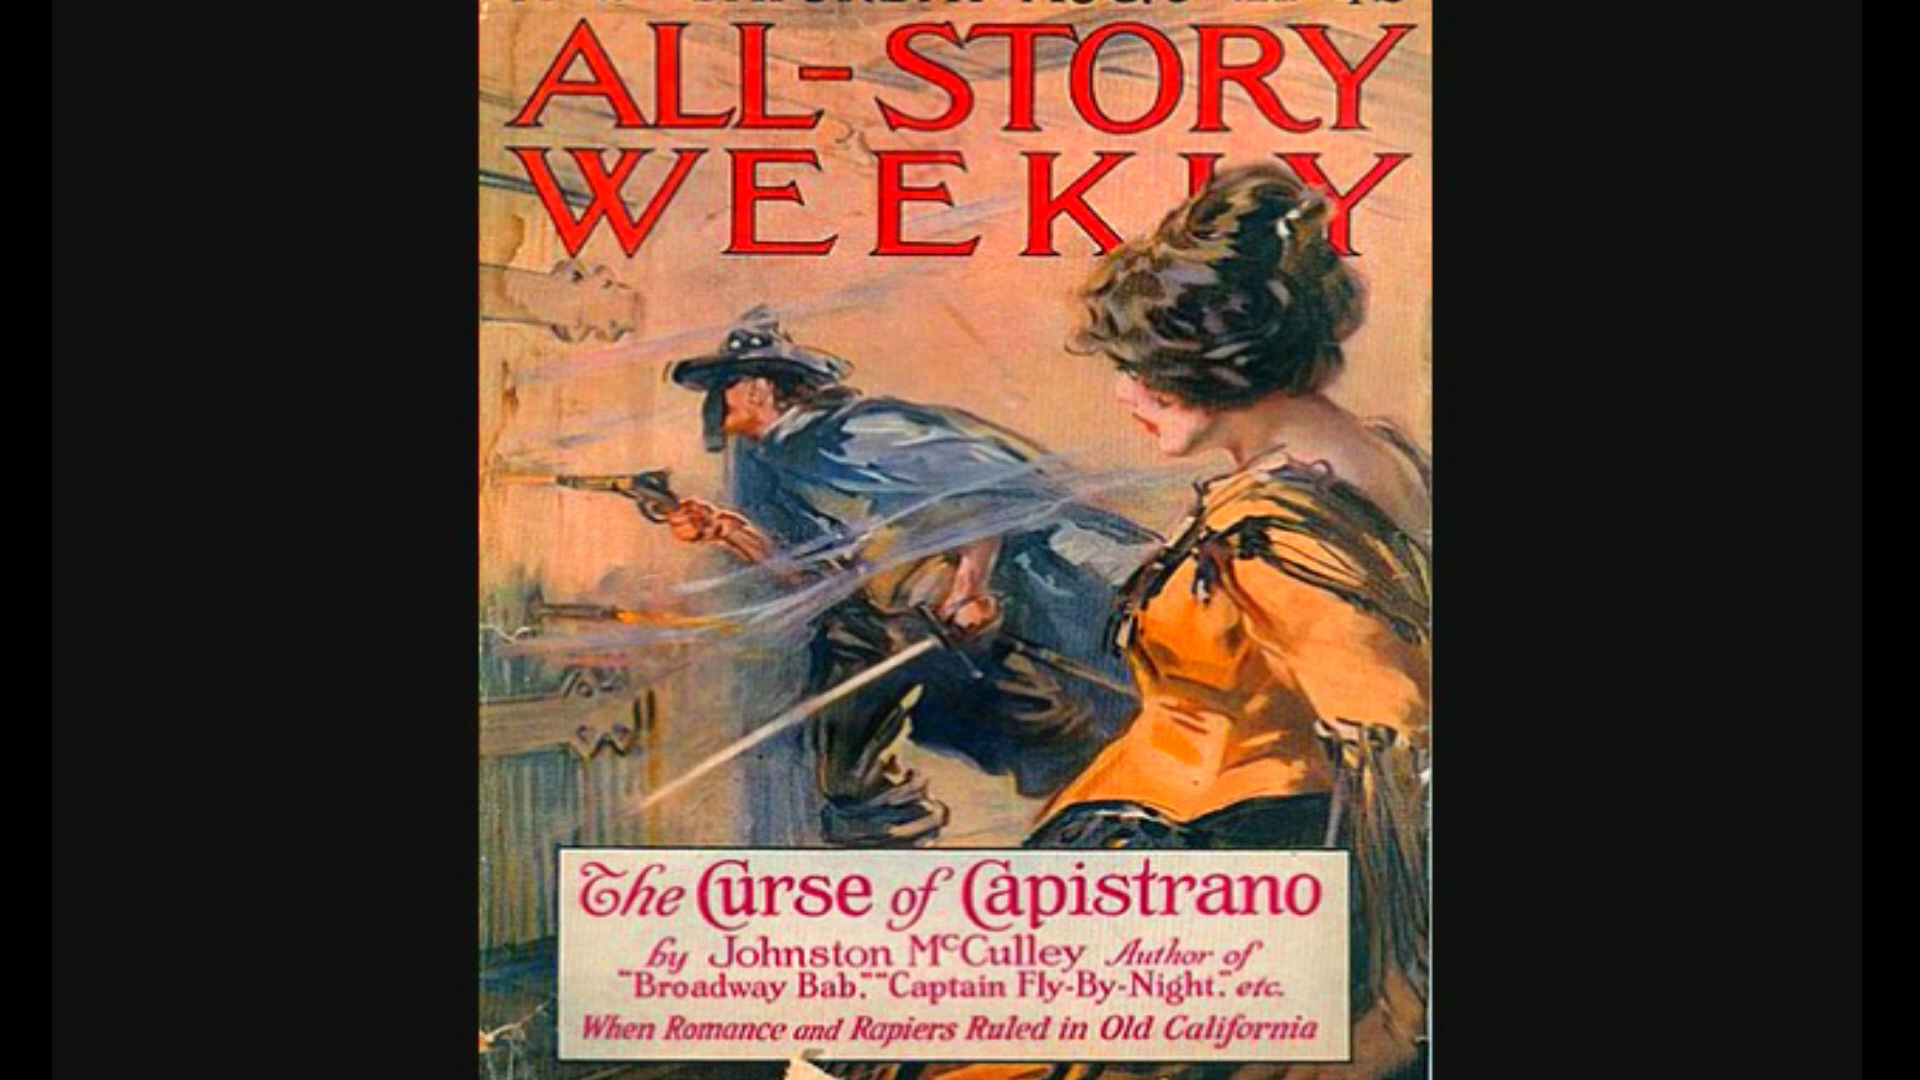 ALL-STORY
WEEKLY
The Curse of Capistrano
by Johnston McCulley Author of
"Broadway Bab." "Captain Fly-By-Night," etc.
When Romance and Rapiers Ruled in Old California